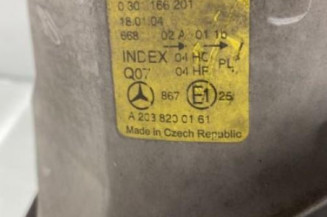 0 30 166 201
18.01.04
668 02 A 01 10
INDEX 04 HC PL
Q07 04 HR
867 E1 25
A 203 820 01 61
Made in Czech Republic